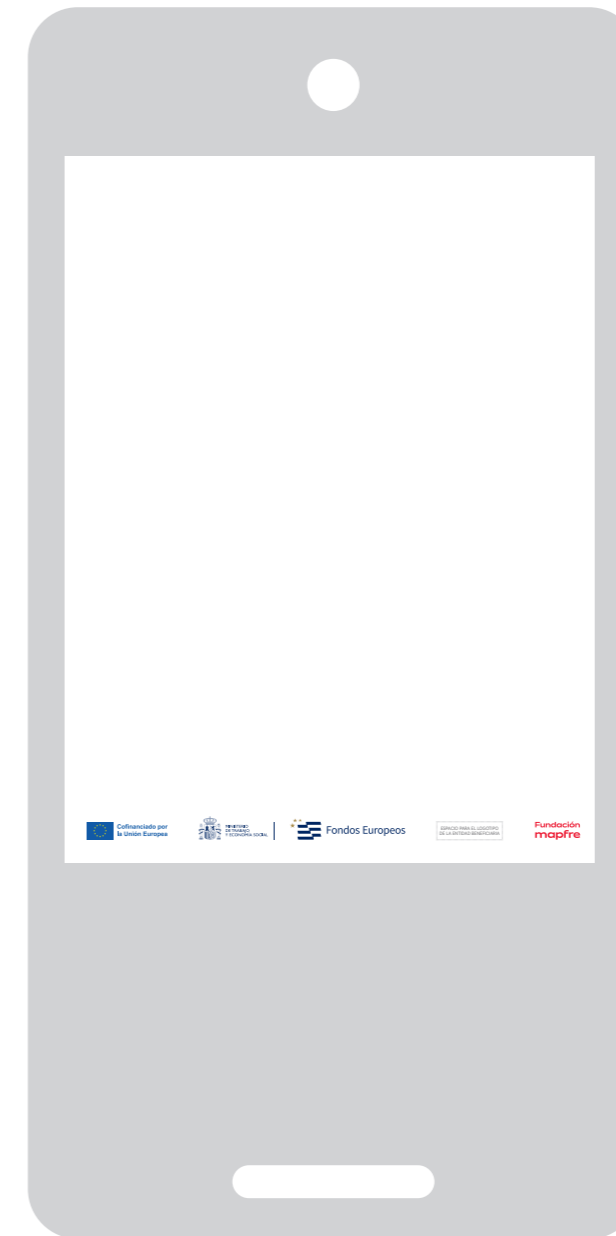 Cofinanciado por
la Unión Europea
MINISTERIO
DE TRABAJO
Y ECONOMÍA SOCIAL
Fondos Europeos
ESPACIO PARA EL LOGOTIPO
DE LA ENTIDAD BENEFICIARIA
Fundación
mapfre